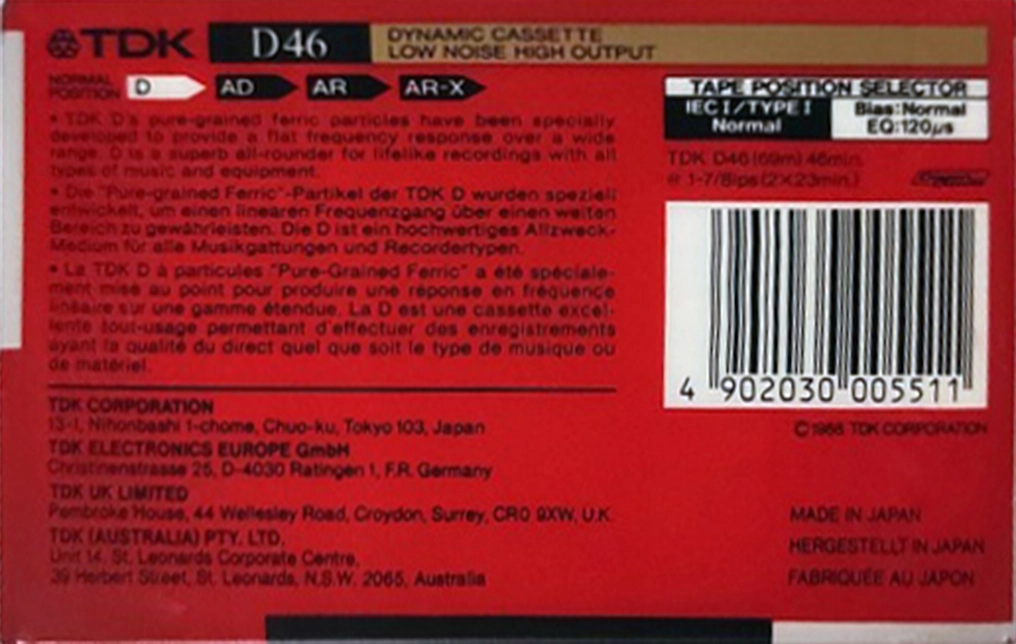 TDK D46 DYNAMIC CASSETTE
LOW NOISE HIGH OUTPUT
NORMAL POSITION D AD AR AR-X
• TDK D's pure-grained ferric particles have been specially
developed to provide a flat frequency response over a wide
range. D is a superb all-rounder for lifelike recordings with all
types of music and equipment.
• Die "Pure-grained Ferric"-Partikel der TDK D wurden speziell
entwickelt, um einen linearen Frequenzgang über einen weiten
Bereich zu gewährleisten. Die D ist ein hochwertiges Allzweck-
Medium für alle Musikgattungen und Recordertypen.
• La TDK D à particules "Pure-Grained Ferric" a été spéciale-
ment mise au point pour produire une réponse en fréquence
linéaire sur une gamme étendue. La D est une cassette excel-
lente tout-usage permettant d'effectuer des enregistrements
ayant la qualité du direct quel que soit le type de musique ou
de matériel.
TDK CORPORATION
13-1, Nihonbashi 1-chome, Chuo-ku, Tokyo 103, Japan
TDK ELECTRONICS EUROPE GmbH
Christinenstrasse 25, D-4030 Ratingen 1, F.R. Germany
TDK UK LIMITED
Pembroke House, 44 Wellesley Road, Croydon, Surrey, CR0 9XW, U.K.
TDK (AUSTRALIA) PTY. LTD.
Unit 14, St. Leonards Corporate Centre,
39 Herbert Street, St. Leonards, N.S.W. 2065, Australia
TAPE POSITION SELECTOR
IEC I/TYPE I
Normal
Bias: Normal
EQ: 120μs
TDK D46 (69m) 46min.
@ 1-7/8ips (2×23min.)
4 902030 005511
© TDK CORPORATION
MADE IN JAPAN
HERGESTELLT IN JAPAN
FABRIQUÉE AU JAPON